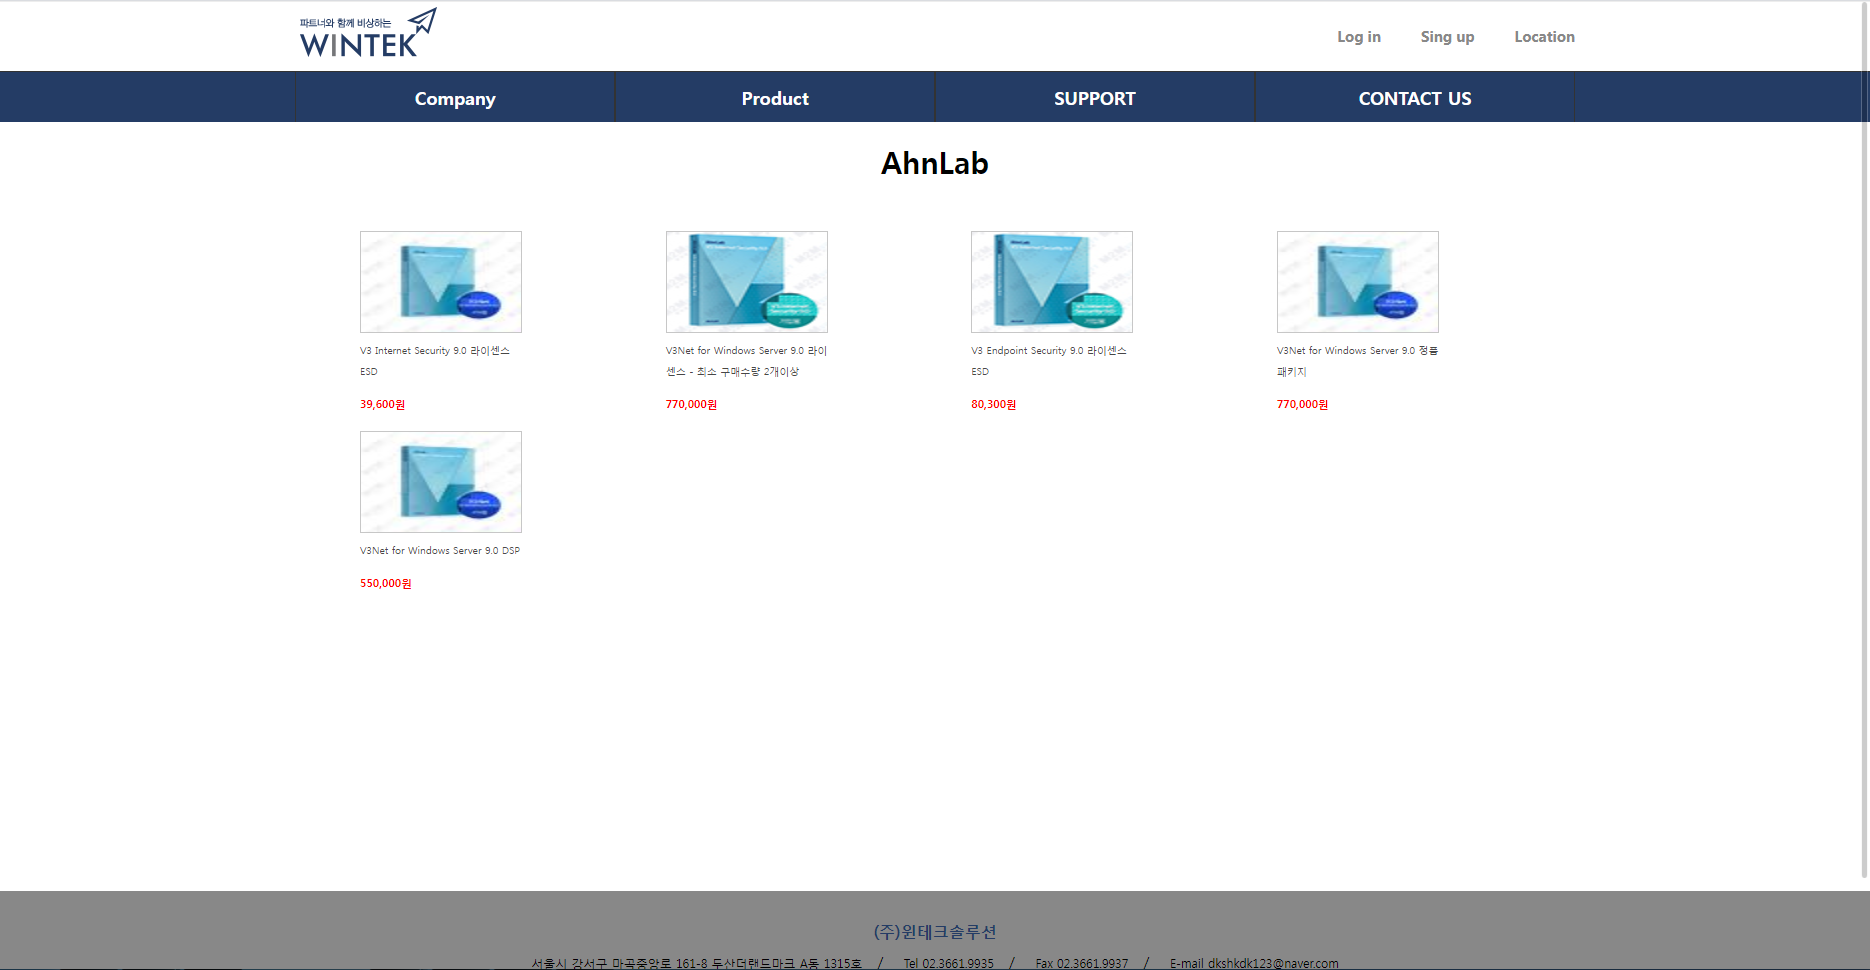 파트너와 함께 비상하는
WINTEK
Log in
Sing up
Location
Company
Product
SUPPORT
CONTACT US
AhnLab
V3 Internet Security 9.0 라이센스
ESD
39,600원
V3Net for Windows Server 9.0 라이
센스 - 최소 구매수량 2개이상
770,000원
V3 Endpoint Security 9.0 라이센스
ESD
80,300원
V3Net for Windows Server 9.0 정품
패키지
770,000원
V3Net for Windows Server 9.0 DSP
550,000원
(주)윈테크솔루션
서울시 강서구 마곡중앙로 161-8 두산더랜드마크 A동 1315호 / Tel 02.3661.9935 / Fax 02.3661.9937 / E-mail dkshkdk123@naver.com